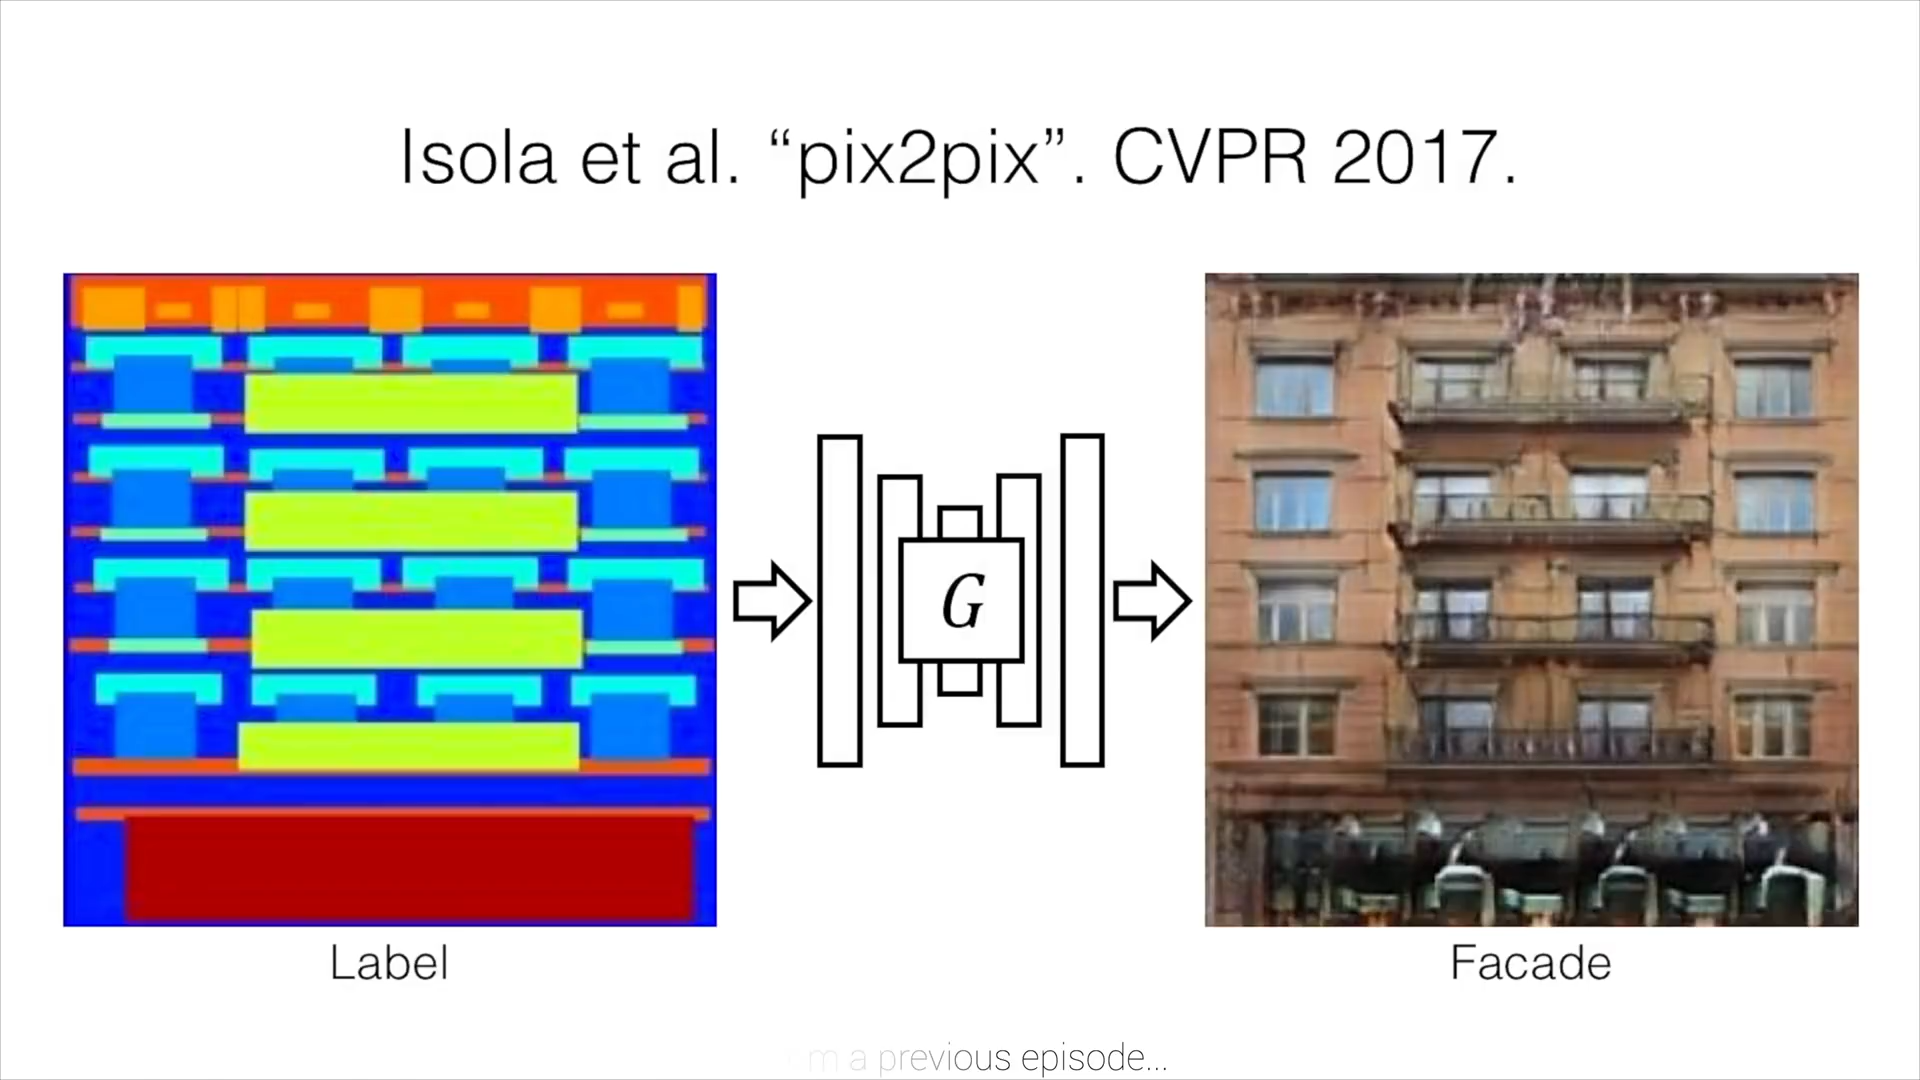 Isola et al. “pix2pix”. CVPR 2017.
G
Label
Facade
a previous episode...